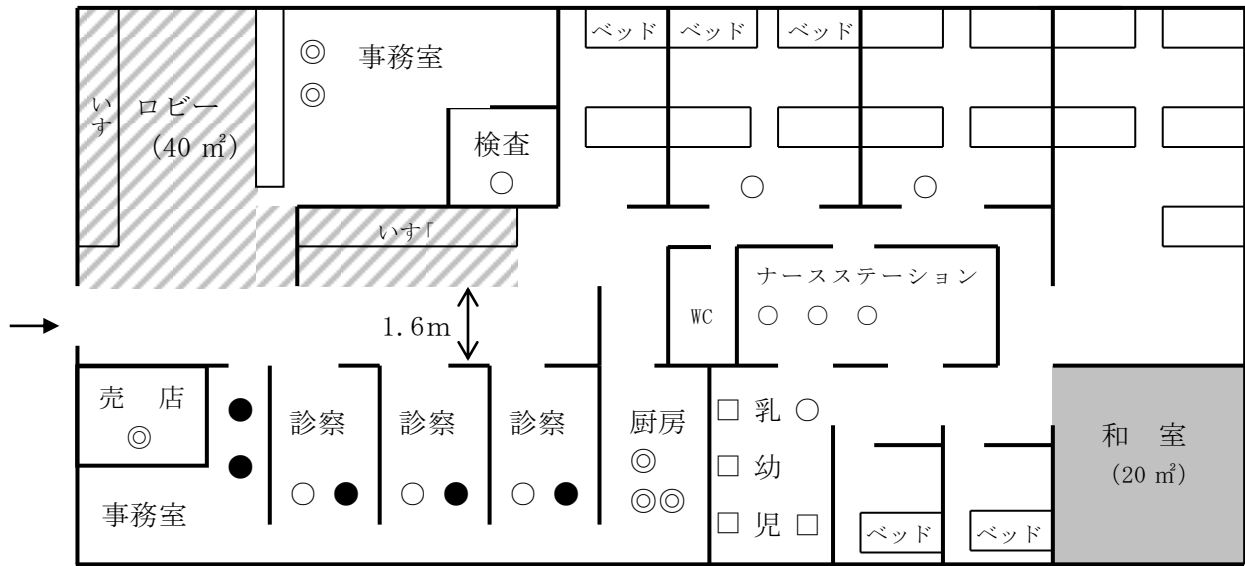 ベッド ベッド ベッド
◎ 事務室
◎
いす ロビー
(40 ㎡)
検査
○
○ ○
いす「
ナースステーション
WC ○ ○ ○
1.6m
売 店
◎
● 診察 診察 診察 厨房 □ 乳 ○
● ◎ □ 幼
和 室
(20 ㎡)
事務室 ○ ● ○ ● ○ ● ◎◎ □ 児 □
ベッド ベッド